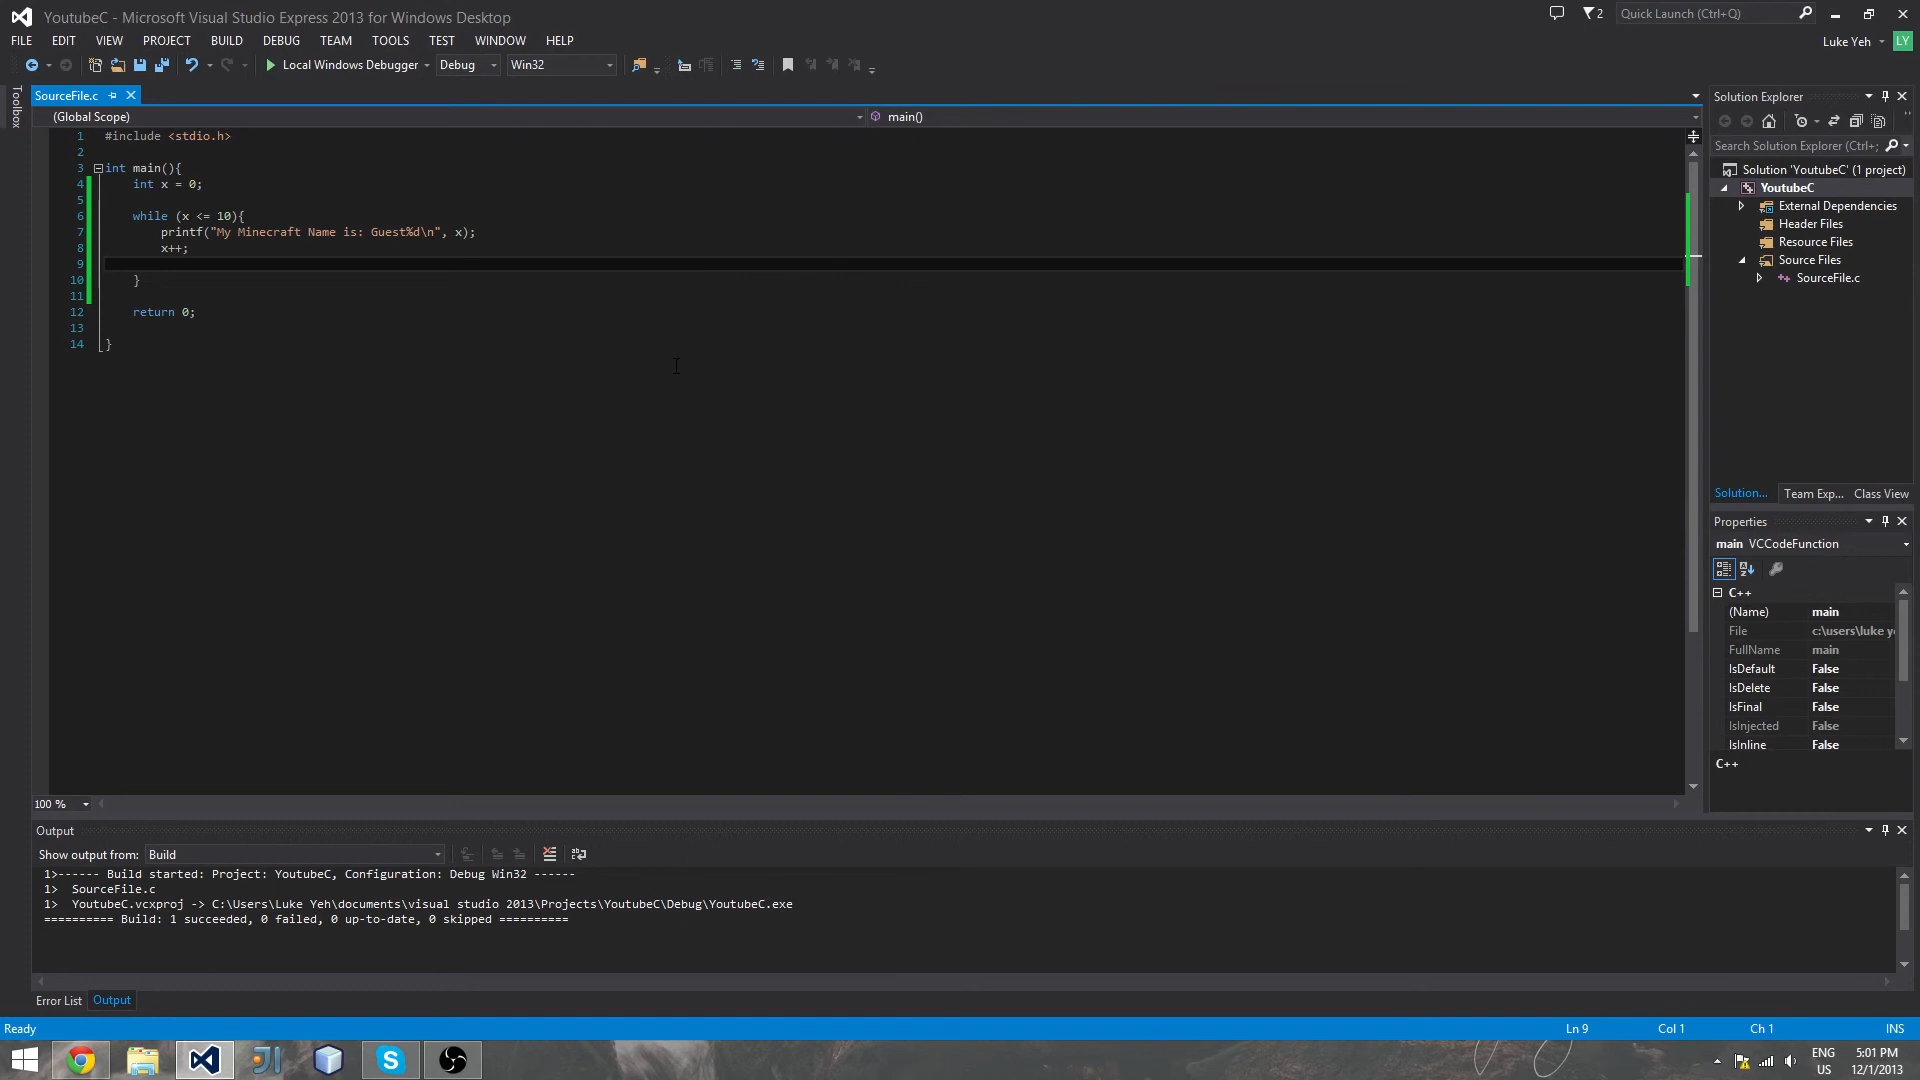 YoutubeC - Microsoft Visual Studio Express 2013 for Windows Desktop
2
Quick Launch (Ctrl+Q)
FILE EDIT VIEW PROJECT BUILD DEBUG TEAM TOOLS TEST WINDOW HELP
Luke Yeh LY
Local Windows Debugger Debug Win32
Toolbox
SourceFile.c
(Global Scope) main()
1 #include <stdio.h>
2
3 int main(){
4 int x = 0;
5
6 while (x <= 10){
7 printf("My Minecraft Name is: Guest%d\n", x);
8 x++;
9
10 }
11
12 return 0;
13
14 }
100 %
Solution Explorer
Search Solution Explorer (Ctrl+;
Solution 'YoutubeC' (1 project)
YoutubeC
External Dependencies
Header Files
Resource Files
Source Files
SourceFile.c
Solution... Team Exp... Class View
Properties
main VCCodeFunction
C++
(Name) main
File c:\users\luke y
FullName main
IsDefault False
IsDelete False
IsFinal False
IsInjected False
IsInline False
C++
Output
Show output from: Build
1>------ Build started: Project: YoutubeC, Configuration: Debug Win32 ------
1> SourceFile.c
1> YoutubeC.vcxproj -> C:\Users\Luke Yeh\documents\visual studio 2013\Projects\YoutubeC\Debug\YoutubeC.exe
========== Build: 1 succeeded, 0 failed, 0 up-to-date, 0 skipped ==========
Error List Output
Ready Ln 9 Col 1 Ch 1 INS
ENG 5:01 PM
US 12/1/2013